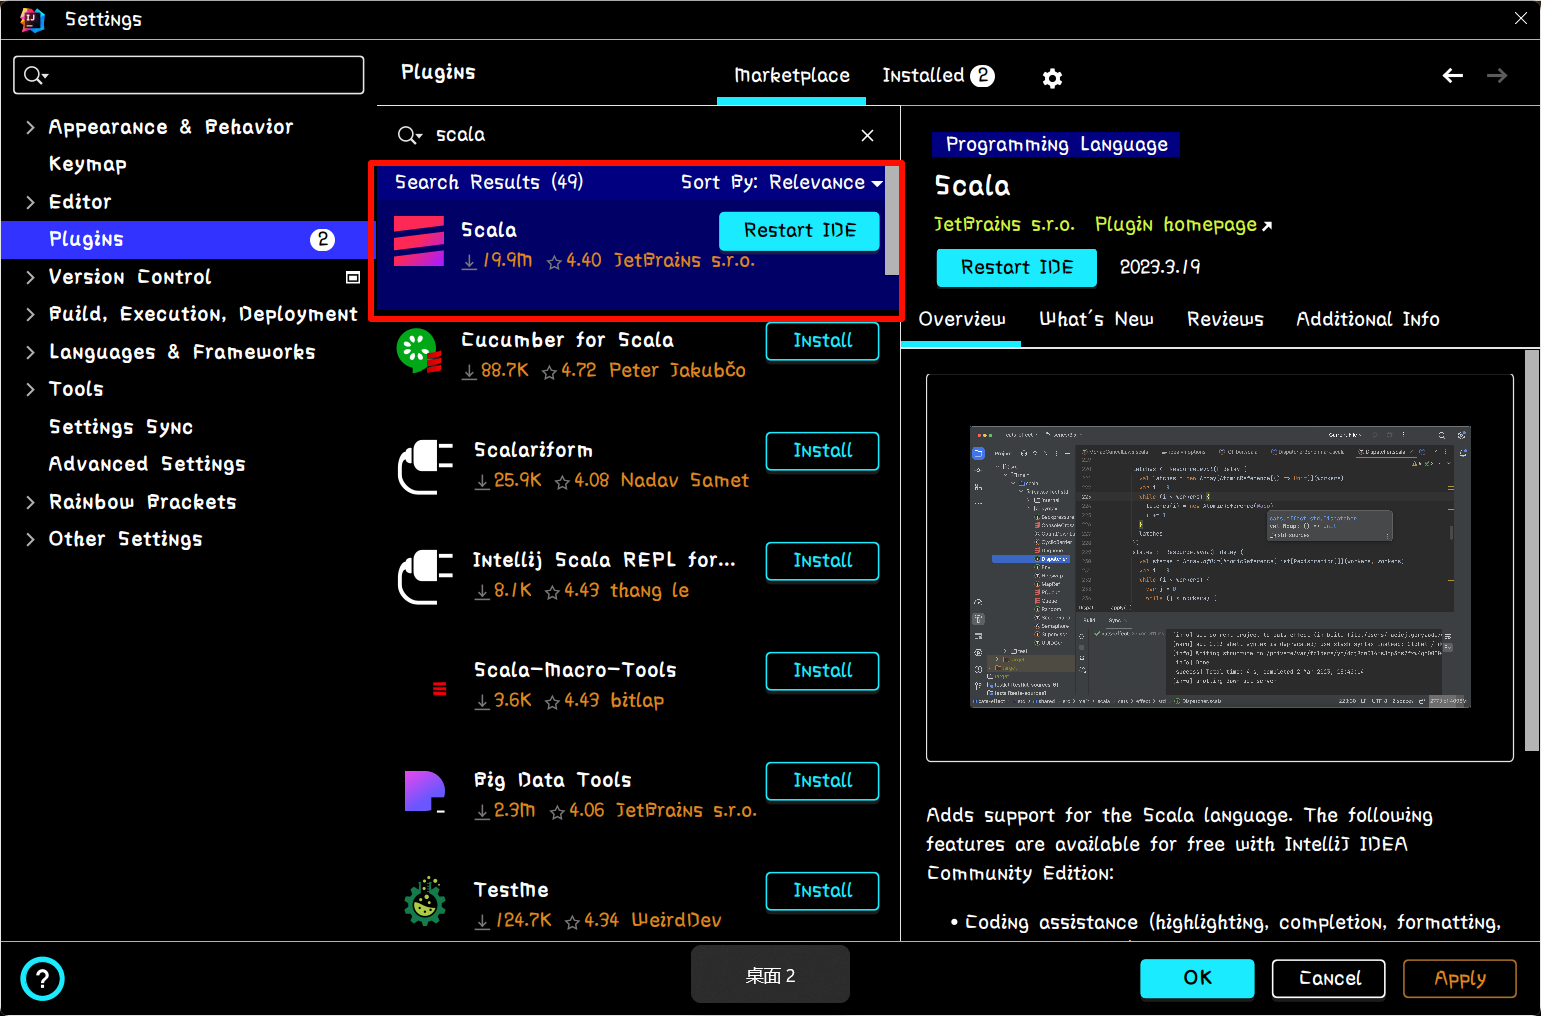 Settings
Plugins
Marketplace
Installed 2
Appearance & Behavior
Keymap
Editor
Plugins 2
Version Control
Build, Execution, Deployment
Languages & Frameworks
Tools
Settings Sync
Advanced Settings
Rainbow Brackets
Other Settings
scala
Search Results (49)
Sort By: Relevance
Scala
Restart IDE
19.9M 4.40 JetBrains s.r.o.
Cucumber for Scala
Install
88.7K 4.72 Peter Jakubčo
Scalariform
Install
25.9K 4.08 Nadav Samet
Intellij Scala REPL for...
Install
8.1K 4.43 thang le
Scala-Macro-Tools
Install
3.6K 4.43 bitlap
Big Data Tools
Install
2.3M 4.06 JetBrains s.r.o.
TestMe
Install
124.7K 4.34 WeirdDev
Programming Language
Scala
JetBrains s.r.o. Plugin homepage
Restart IDE 2023.3.19
Overview
What's New
Reviews
Additional Info
Adds support for the Scala language. The following
features are available for free with IntelliJ IDEA
Community Edition:
• Coding assistance (highlighting, completion, formatting,
?
桌面 2
OK
Cancel
Apply